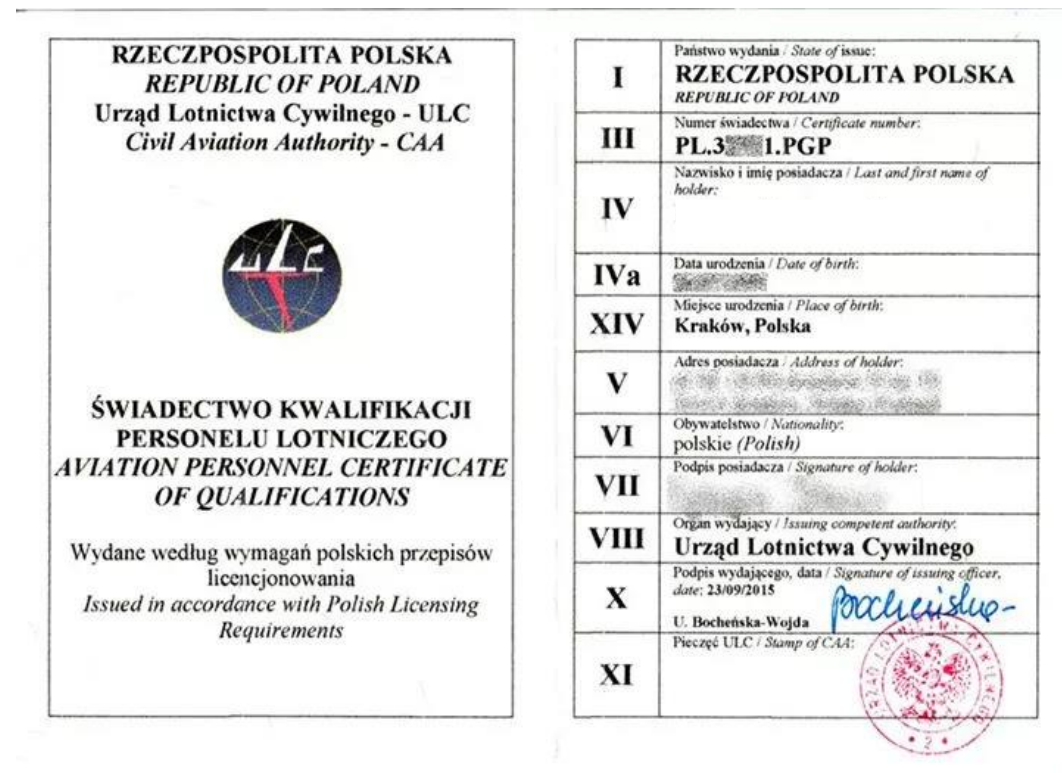 RZECZPOSPOLITA POLSKA
REPUBLIC OF POLAND
Urząd Lotnictwa Cywilnego - ULC
Civil Aviation Authority - CAA
ULC
ŚWIADECTWO KWALIFIKACJI
PERSONELU LOTNICZEGO
AVIATION PERSONNEL CERTIFICATE
OF QUALIFICATIONS
Wydane według wymagań polskich przepisów
licencjonowania
Issued in accordance with Polish Licensing
Requirements
I
Państwo wydania / State of issue:
RZECZPOSPOLITA POLSKA
REPUBLIC OF POLAND
III
Numer świadectwa / Certificate number:
PL.3 1.PGP
IV
Nazwisko i imię posiadacza / Last and first name of
holder:
IVa
Data urodzenia / Date of birth:
XIV
Miejsce urodzenia / Place of birth:
Kraków, Polska
V
Adres posiadacza / Address of holder:
VI
Obywatelstwo / Nationality:
polskie (Polish)
VII
Podpis posiadacza / Signature of holder:
VIII
Organ wydający / Issuing competent authority:
Urząd Lotnictwa Cywilnego
X
Podpis wydającego, data / Signature of issuing officer,
date: 23/09/2015
U. Bocheńska-Wojda
Bocheńska-
XI
Pieczęć ULC / Stamp of CAA:
URZĄD LOTNICTWA CYWILNEGO
* 2 *